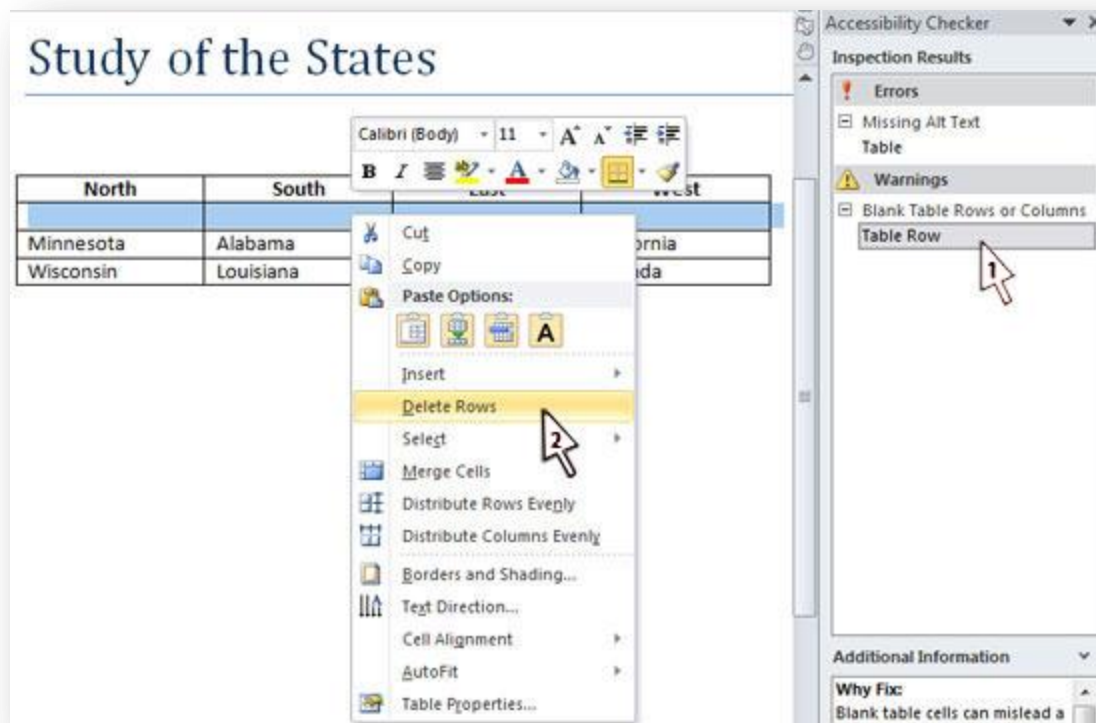 Study of the States
Calibri (Body) 11 A A
B I A
North South East West
Minnesota Alabama ornia
Wisconsin Louisiana da
Cut
Copy
Paste Options:
A
Insert
Delete Rows
2
Select
Merge Cells
Distribute Rows Evenly
Distribute Columns Evenly
Borders and Shading...
Text Direction...
Cell Alignment
AutoFit
Table Properties...
Accessibility Checker
Inspection Results
Errors
Missing Alt Text
Table
Warnings
Blank Table Rows or Columns
Table Row
1
Additional Information
Why Fix:
Blank table cells can mislead a